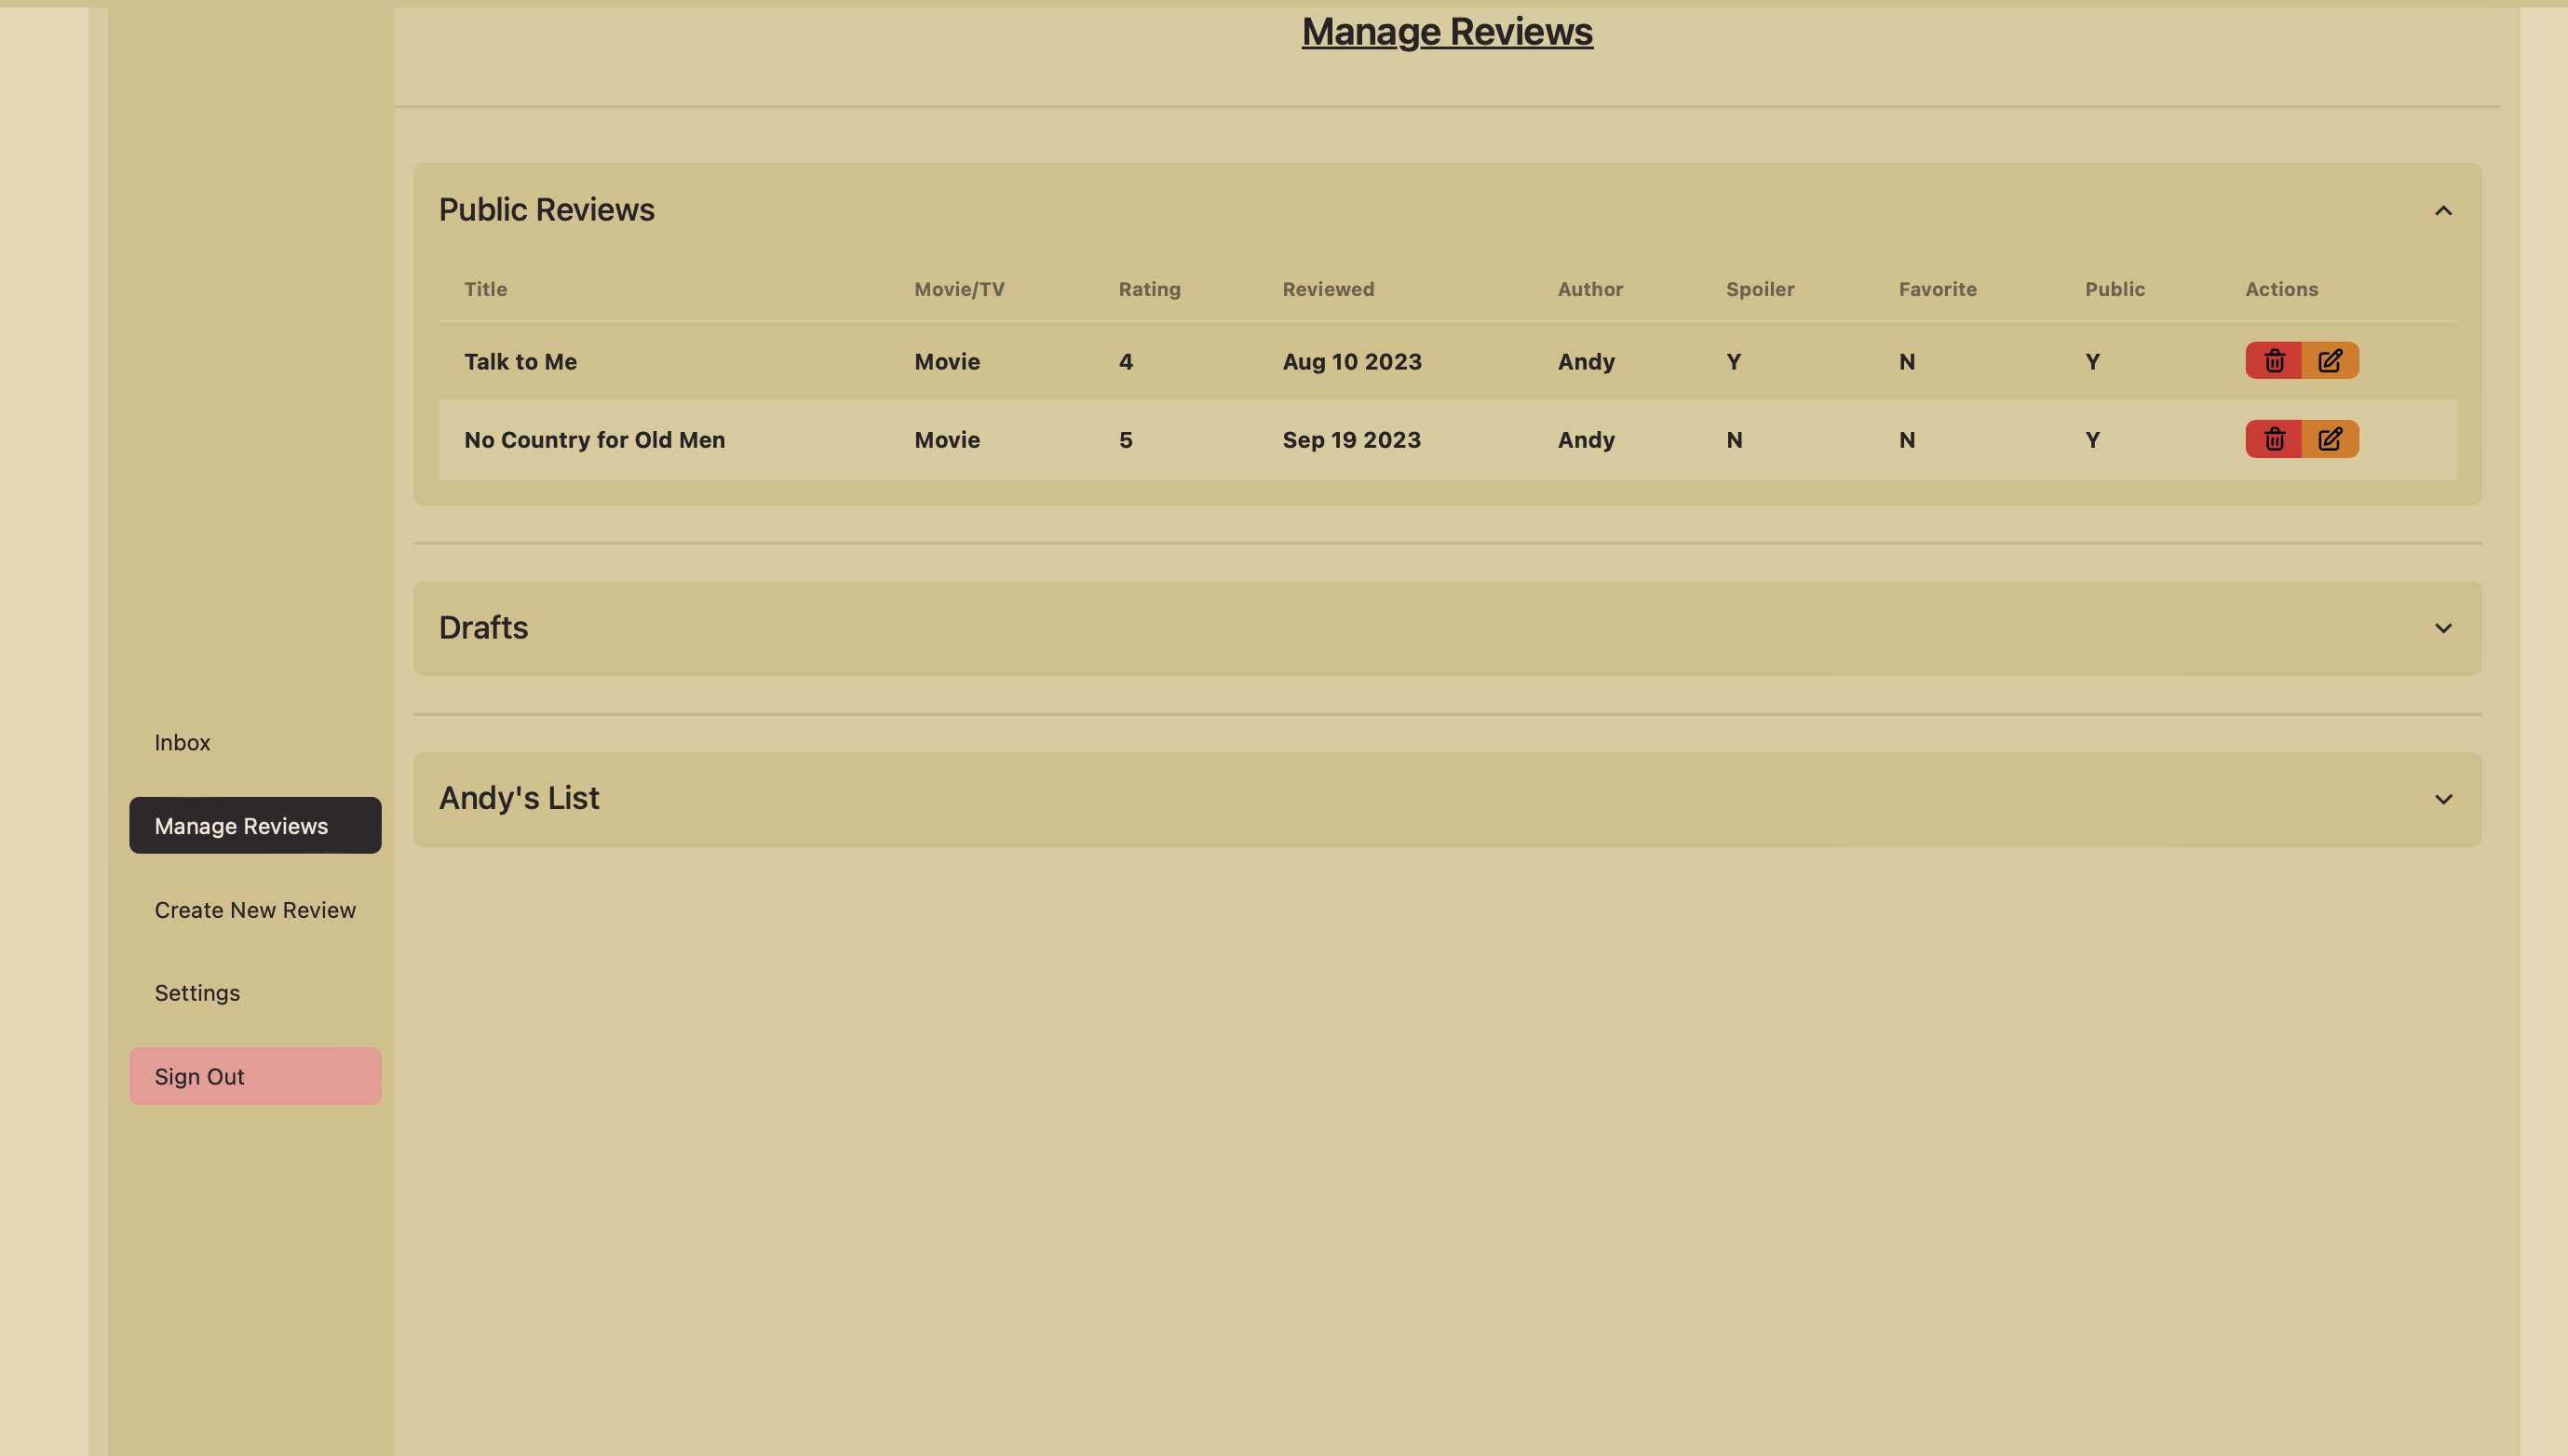 Manage Reviews
Public Reviews
Title Movie/TV Rating Reviewed Author Spoiler Favorite Public Actions
Talk to Me Movie 4 Aug 10 2023 Andy Y N Y
No Country for Old Men Movie 5 Sep 19 2023 Andy N N Y
Drafts
Andy's List
Inbox
Manage Reviews
Create New Review
Settings
Sign Out